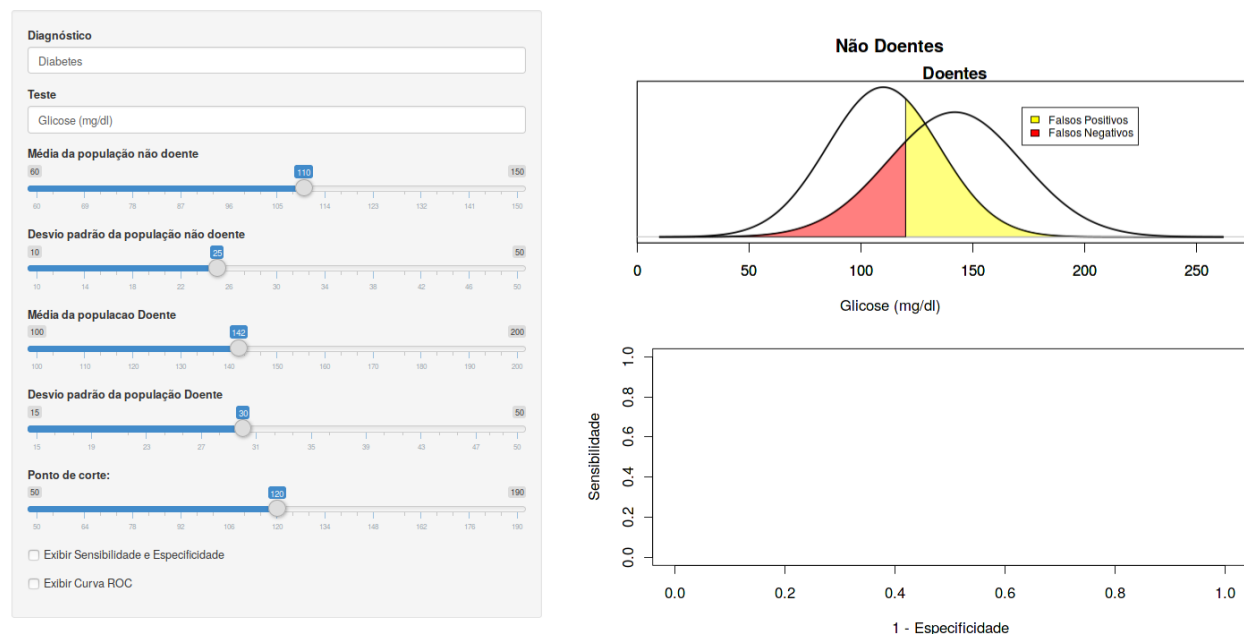 Diagnóstico
Diabetes
Teste
Glicose (mg/dl)
Média da população não doente
60 110 150
60 69 78 87 96 105 114 123 132 141 150
Desvio padrão da população não doente
10 25 50
10 14 18 22 26 30 34 38 42 46 50
Média da populacao Doente
100 142 200
100 110 120 130 140 150 160 170 180 190 200
Desvio padrão da população Doente
15 30 50
15 19 23 27 31 35 39 43 47 50
Ponto de corte:
50 120 190
50 64 78 92 106 120 134 148 162 176 190
Exibir Sensibilidade e Especificidade
Exibir Curva ROC
Não Doentes
Doentes
Falsos Positivos
Falsos Negativos
0 50 100 150 200 250
Glicose (mg/dl)
1.0
0.8
0.6
0.4
0.2
0.0
Sensibilidade
0.0 0.2 0.4 0.6 0.8 1.0
1 - Especificidade